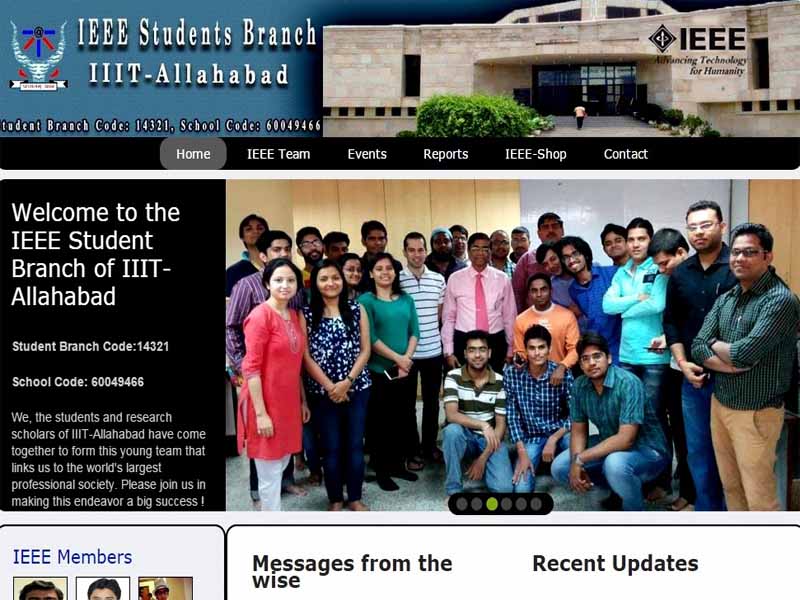 IEEE Students Branch
IIIT-Allahabad
IEEE
Advancing Technology
for Humanity
tudent Branch Code: 14321, School Code: 60049466
Home IEEE Team Events Reports IEEE-Shop Contact
Welcome to the
IEEE Student
Branch of IIIT-
Allahabad
Student Branch Code:14321
School Code: 60049466
We, the students and research
scholars of IIIT-Allahabad have come
together to form this young team that
links us to the world's largest
professional society. Please join us in
making this endeavor a big success !
IEEE Members
Messages from the
wise
Recent Updates